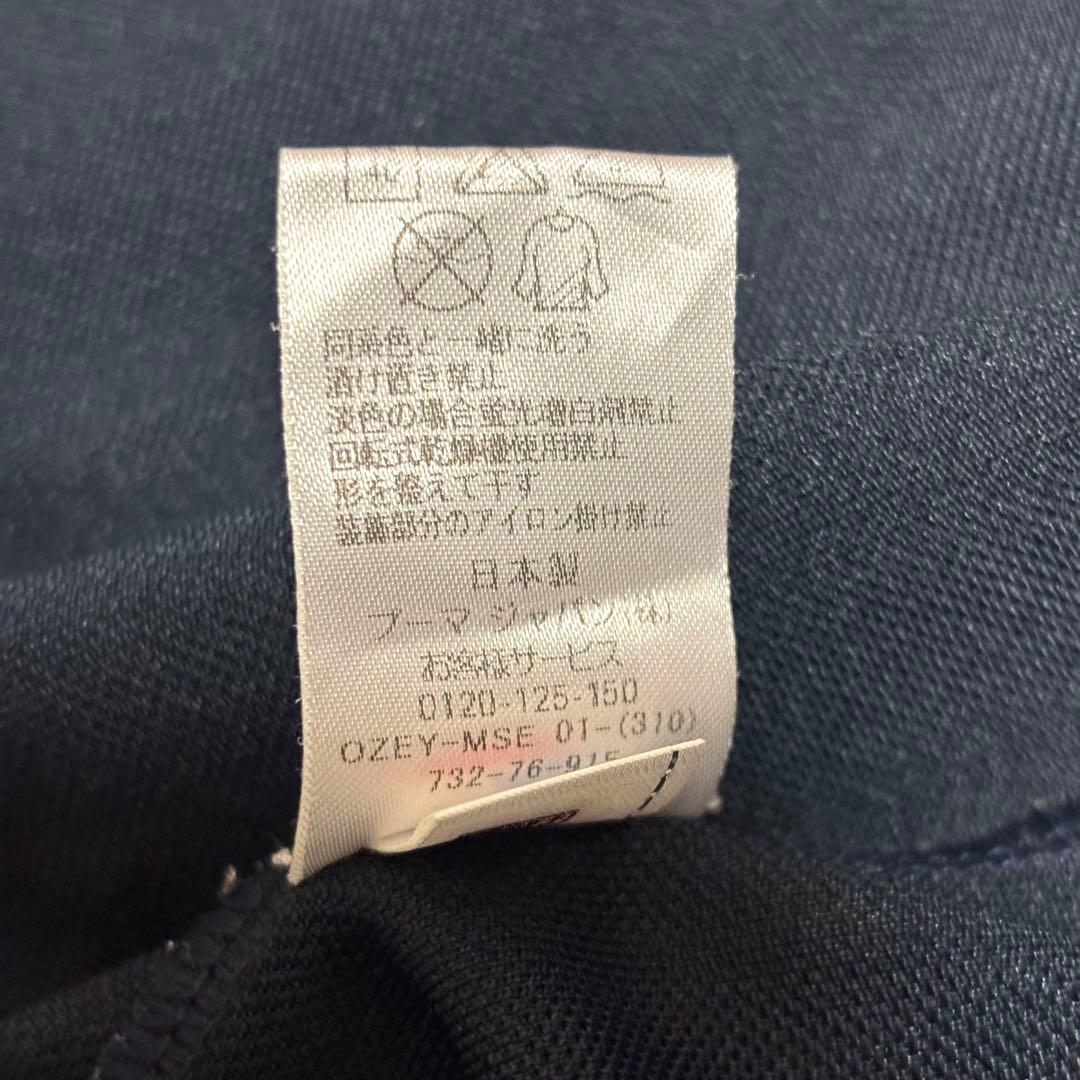 同系色と一緒に洗う
漬け置き禁止
淡色の場合蛍光増白剤禁止
回転式乾燥機使用禁止
形を整えて干す
装飾部分のアイロン掛け禁止
日本製
プーマ ジャパン(株)
お客様サービス
0120-125-150
OZEY-MSE 01-(310)
732-76-915